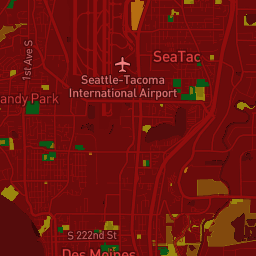 SeaTac
1st Ave S
Seattle-Tacoma
International Airport
andy Park
S 222nd St
Des Moines